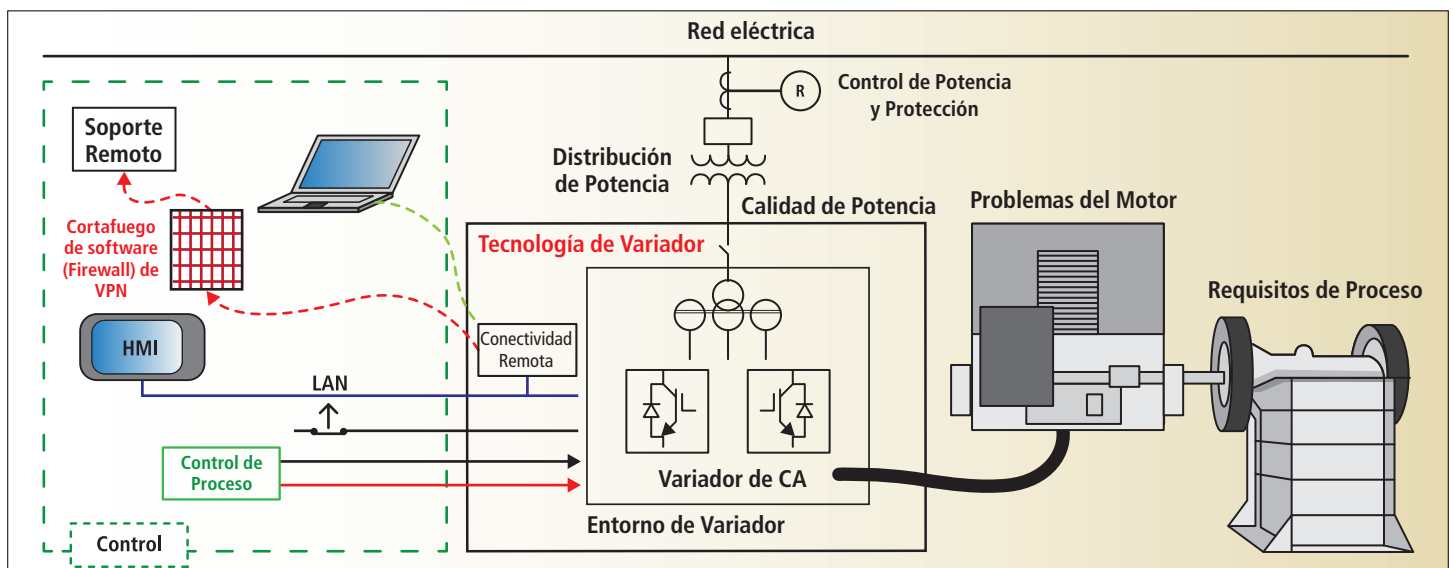 Red eléctrica
R
Control de Potencia
y Protección
Soporte
Remoto
Distribución
de Potencia
Calidad de Potencia
Problemas del Motor
Cortafuego
de software
(Firewall) de
VPN
Tecnología de Variador
Requisitos de Proceso
HMI
Conectividad
Remota
LAN
Control de
Proceso
Variador de CA
Entorno de Variador
Control